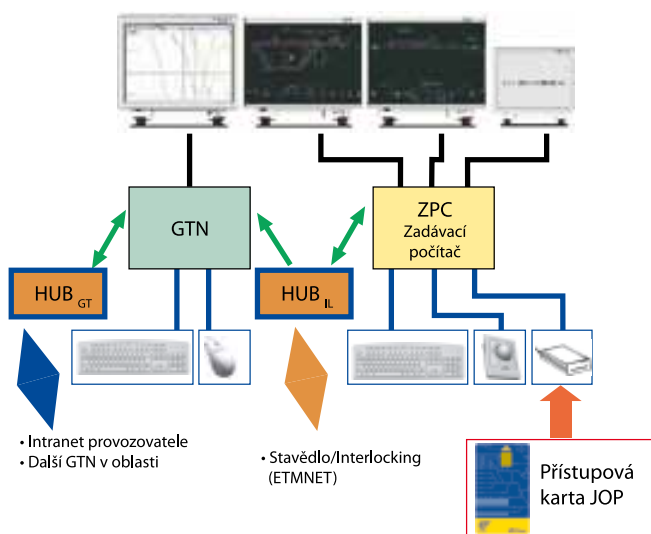 GTN
ZPC
Zadávací
počítač
HUB GT
HUB IL
• Intranet provozovatele
• Další GTN v oblasti
• Stavědlo/Interlocking
(ETMNET)
Přístupová
karta JOP